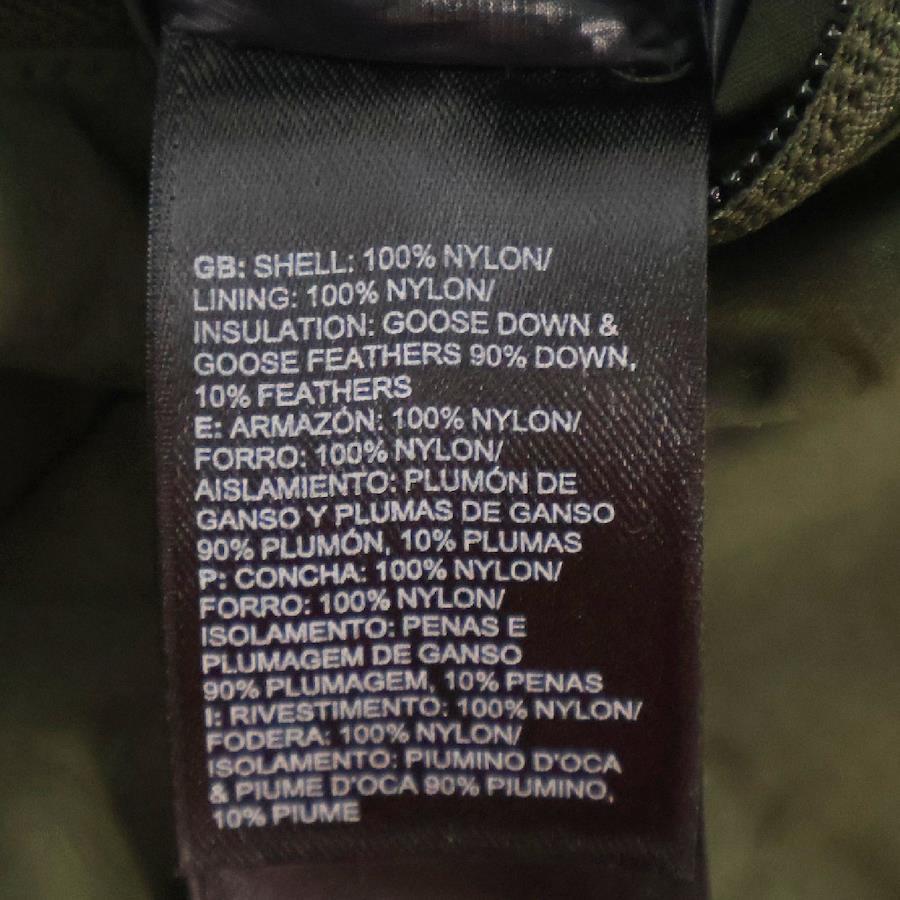 GB: SHELL: 100% NYLON/
LINING: 100% NYLON/
INSULATION: GOOSE DOWN &
GOOSE FEATHERS 90% DOWN,
10% FEATHERS
E: ARMAZÓN: 100% NYLON/
FORRO: 100% NYLON/
AISLAMIENTO: PLUMÓN DE
GANSO Y PLUMAS DE GANSO
90% PLUMÓN, 10% PLUMAS
P: CONCHA: 100% NYLON/
FORRO: 100% NYLON/
ISOLAMENTO: PENAS E
PLUMAGEM DE GANSO
90% PLUMAGEM, 10% PENAS
I: RIVESTIMENTO: 100% NYLON/
FODERA: 100% NYLON/
ISOLAMENTO: PIUMINO D'OCA
& PIUME D'OCA 90% PIUMINO,
10% PIUME